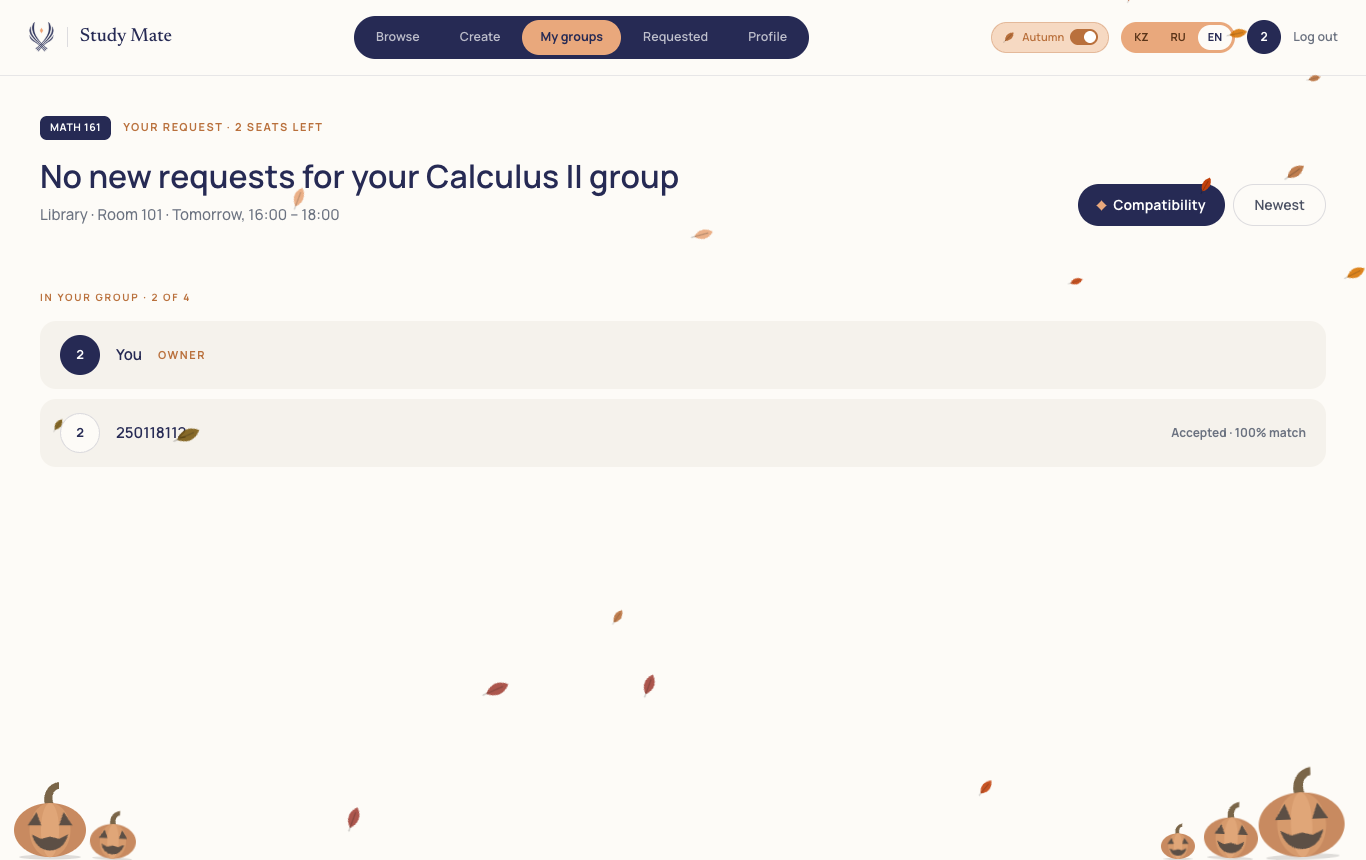 Study Mate
Browse Create My groups Requested Profile
Autumn
KZ RU EN
2
Log out
MATH 161 YOUR REQUEST · 2 SEATS LEFT
No new requests for your Calculus II group
Library · Room 101 · Tomorrow, 16:00 – 18:00
Compatibility Newest
IN YOUR GROUP · 2 OF 4
2 You OWNER
2 250118112 Accepted · 100% match